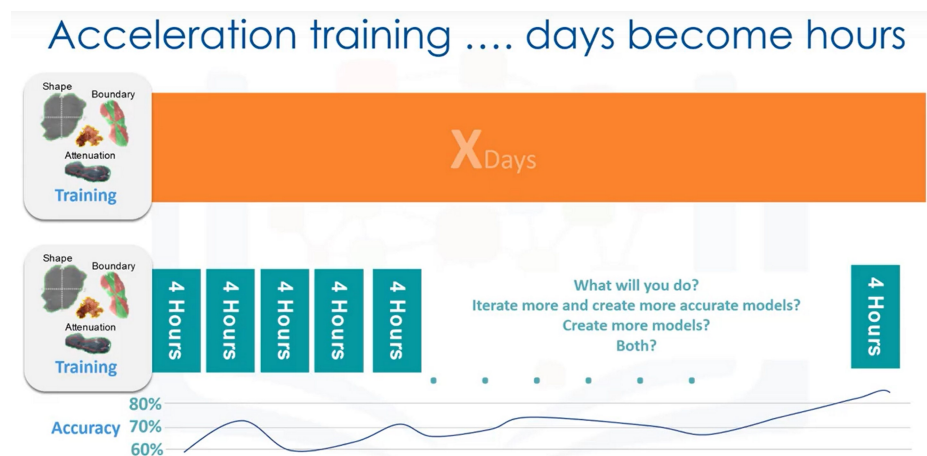 Acceleration training .... days become hours
Shape
Boundary
Attenuation
Training
X Days
Shape
Boundary
Attenuation
Training
4 Hours
4 Hours
4 Hours
4 Hours
4 Hours
What will you do?
Iterate more and create more accurate models?
Create more models?
Both?
4 Hours
Accuracy
80%
70%
60%